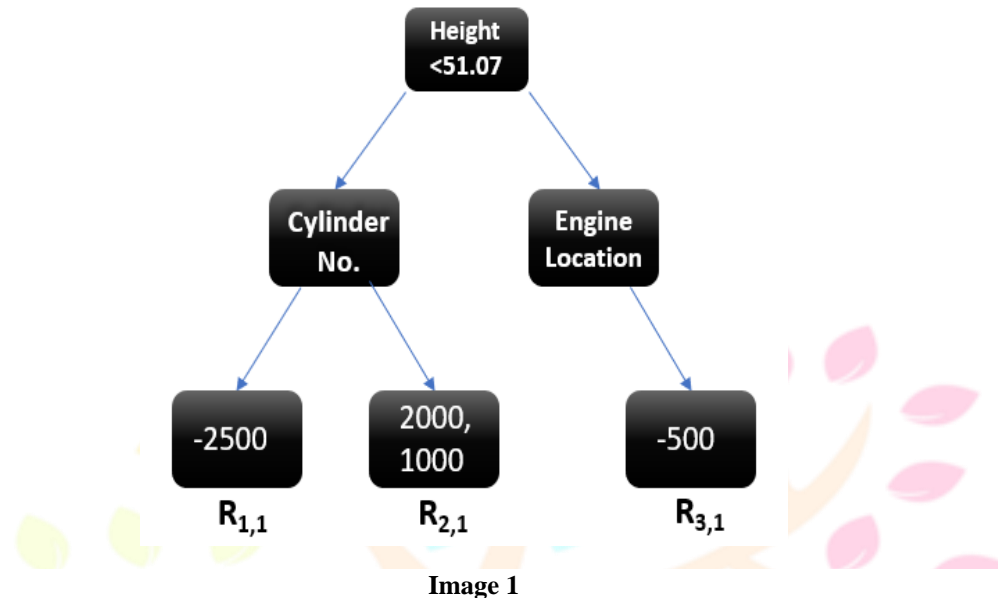 Height
<51.07
Cylinder
No.
Engine
Location
-2500
2000,
1000
-500
R1,1
R2,1
R3,1
Image 1